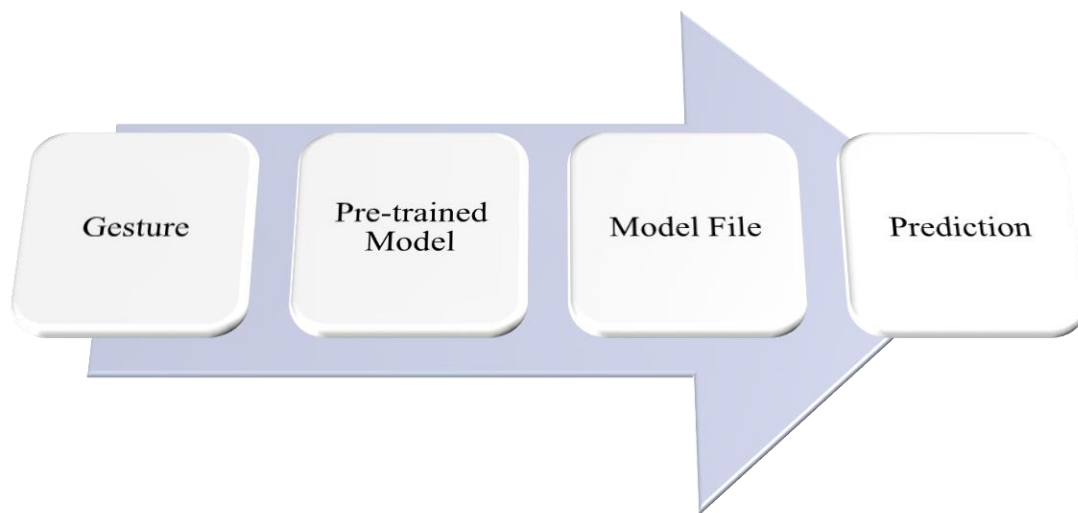 Gesture
Pre-trained
Model
Model File
Prediction